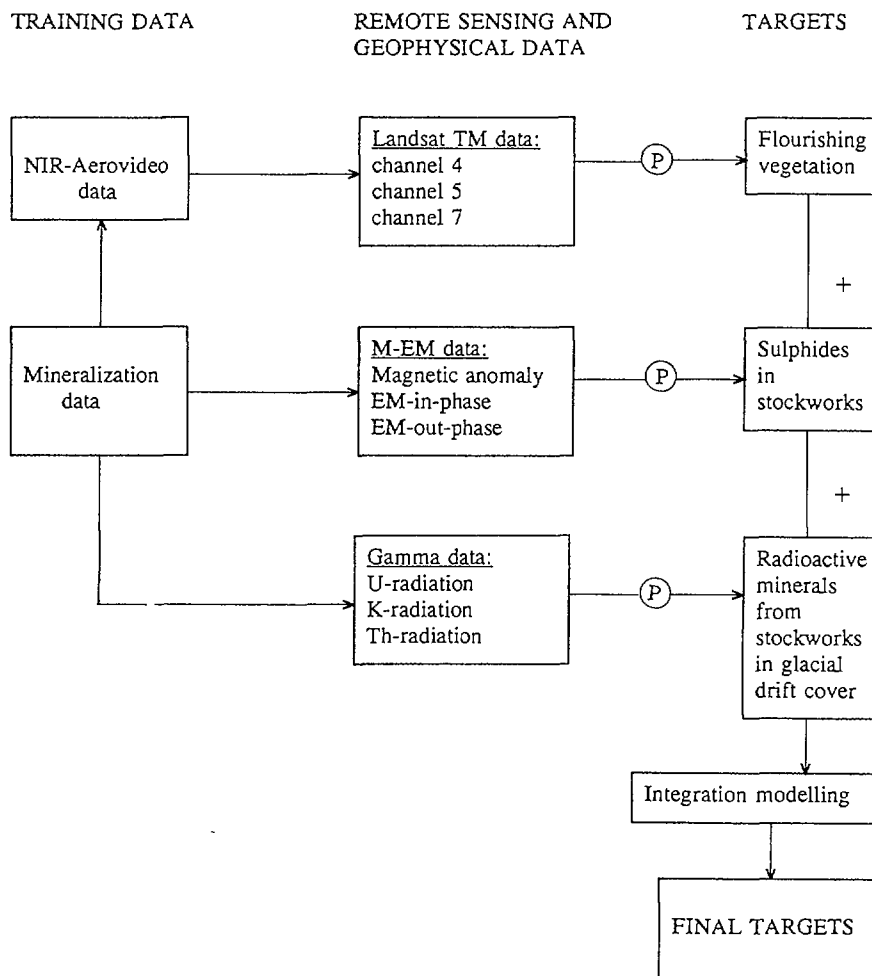 TRAINING DATA
REMOTE SENSING AND
GEOPHYSICAL DATA
TARGETS
NIR-Aerovideo
data
Landsat TM data:
channel 4
channel 5
channel 7
P
Flourishing
vegetation
+
Mineralization
data
M-EM data:
Magnetic anomaly
EM-in-phase
EM-out-phase
P
Sulphides
in
stockworks
+
Gamma data:
U-radiation
K-radiation
Th-radiation
P
Radioactive
minerals
from
stockworks
in glacial
drift cover
Integration modelling
FINAL TARGETS